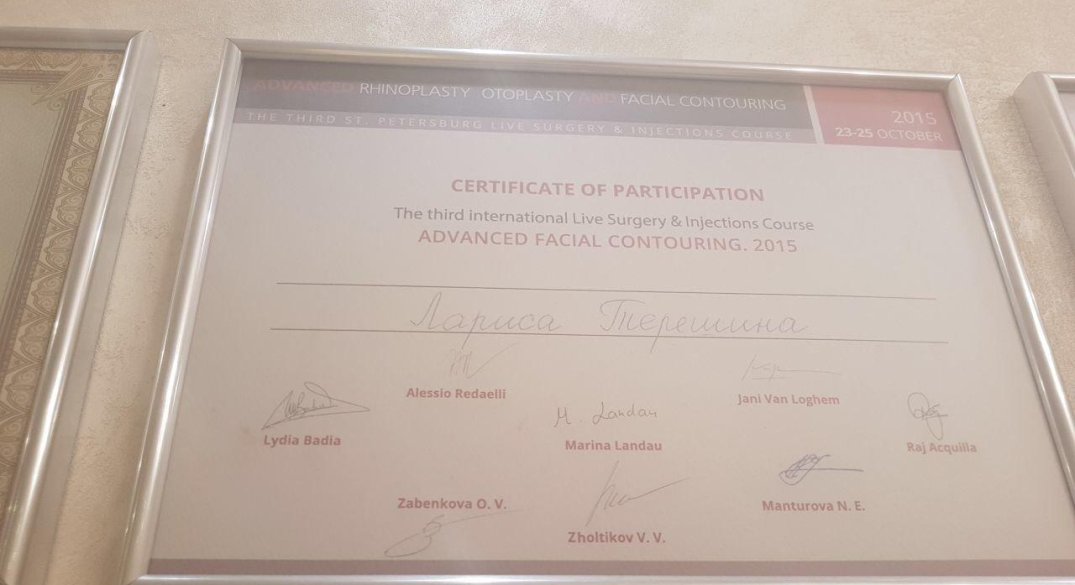 ADVANCED RHINOPLASTY OTOPLASTY AND FACIAL CONTOURING
THE THIRD ST. PETERSBURG LIVE SURGERY & INJECTIONS COURSE
2015
23-25 OCTOBER
CERTIFICATE OF PARTICIPATION
The third international Live Surgery & Injections Course
ADVANCED FACIAL CONTOURING. 2015
Лариса Терешина
Alessio Redaelli
Jani Van Loghem
M. Landau
Lydia Badia
Marina Landau
Raj Acquilla
Zabenkova O. V.
Manturova N. E.
Zholtikov V. V.